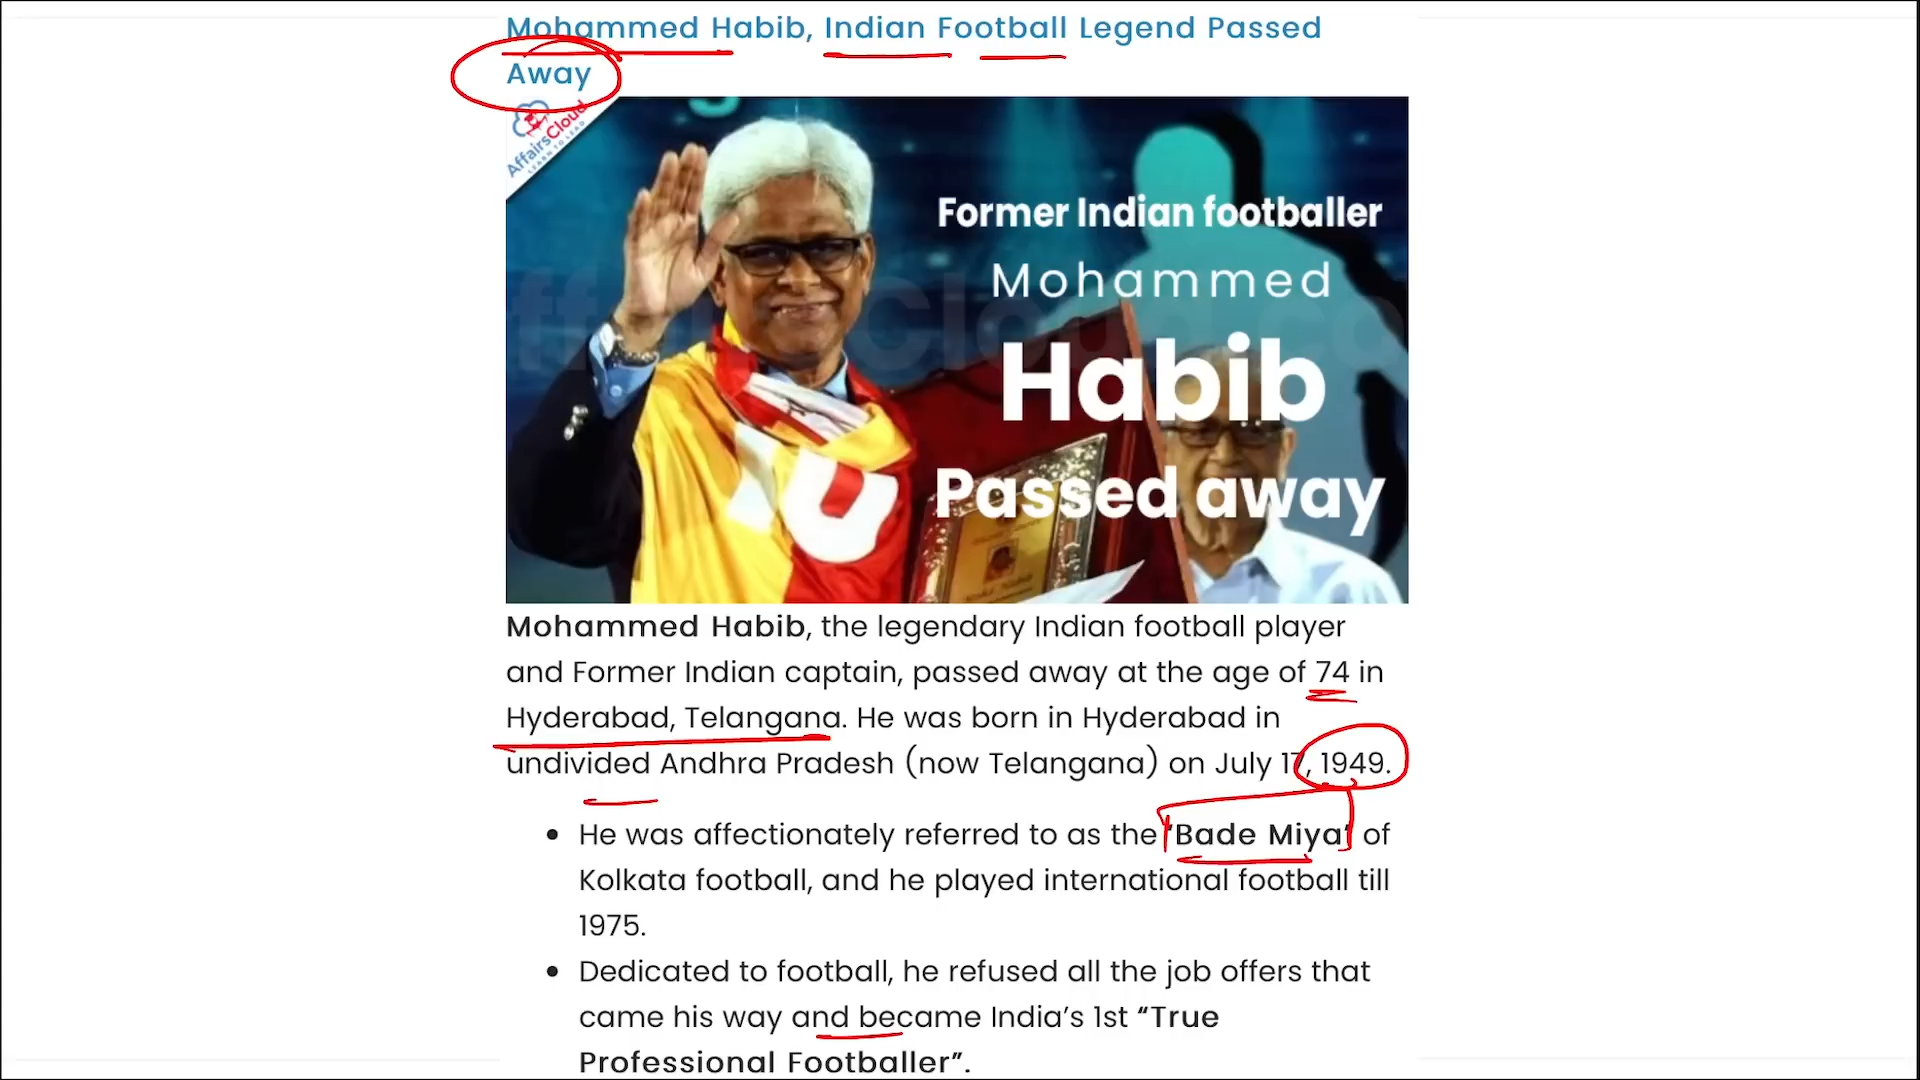 Mohammed Habib, Indian Football Legend Passed
Away
AffairsCloud
LEARN TO LEAD
Former Indian footballer
Mohammed
Habib
Passed away
Mohammed Habib, the legendary Indian football player
and Former Indian captain, passed away at the age of 74 in
Hyderabad, Telangana. He was born in Hyderabad in
undivided Andhra Pradesh (now Telangana) on July 17, 1949.
• He was affectionately referred to as the ‘Bade Miya’ of
Kolkata football, and he played international football till
1975.
• Dedicated to football, he refused all the job offers that
came his way and became India’s 1st “True
Professional Footballer”.